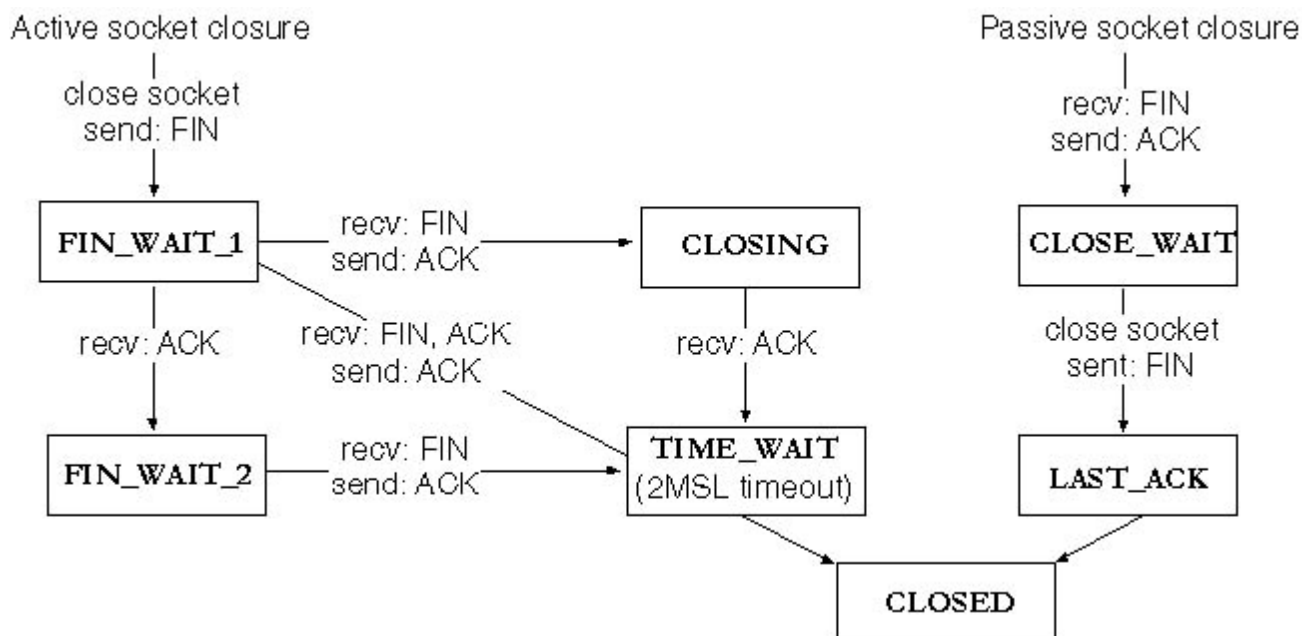 Active socket closure
Passive socket closure
close socket
send: FIN
recv: FIN
send: ACK
FIN_WAIT_1
recv: FIN
send: ACK
CLOSING
CLOSE_WAIT
recv: ACK
recv: FIN, ACK
send: ACK
recv: ACK
close socket
sent: FIN
FIN_WAIT_2
recv: FIN
send: ACK
TIME_WAIT
(2MSL timeout)
LAST_ACK
CLOSED